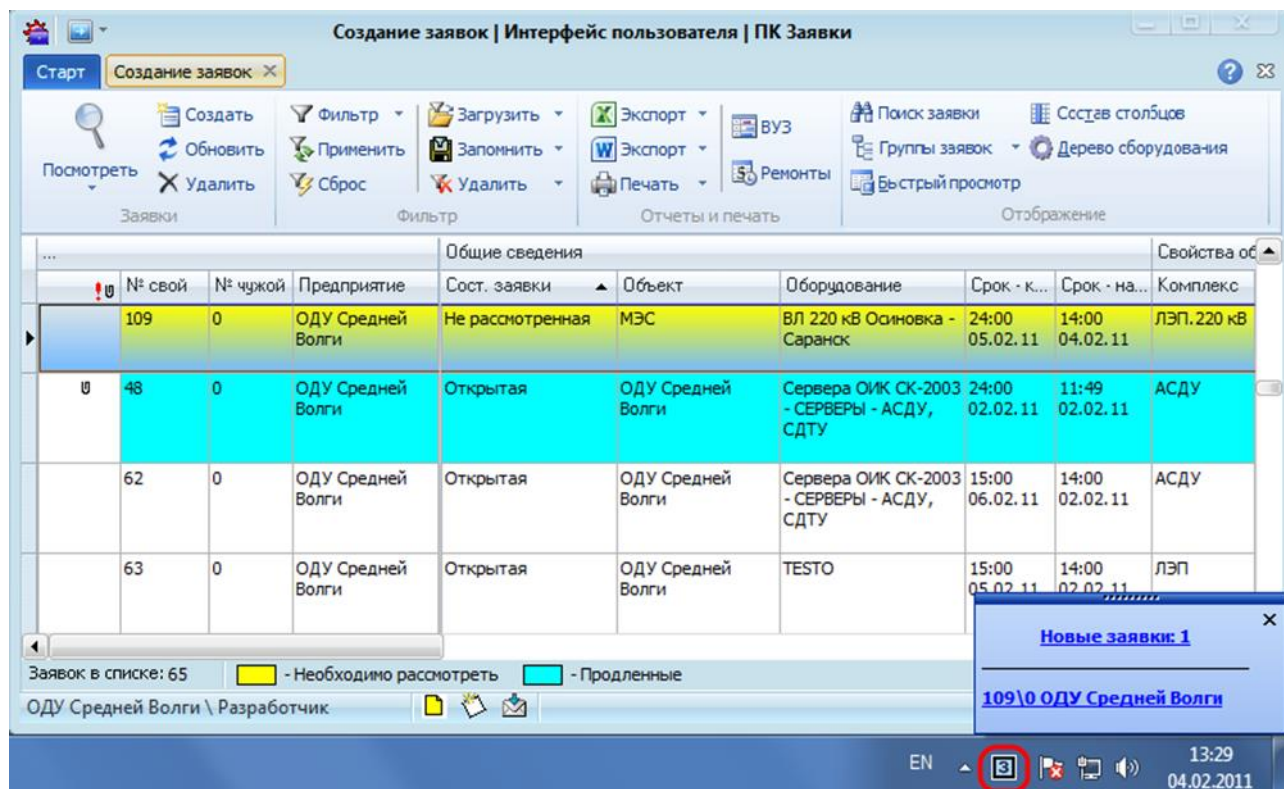 Создание заявок | Интерфейс пользователя | ПК Заявки
Старт Создание заявок
Создать Фильтр Загрузить Экспорт ВУЗ Поиск заявки Состав столбцов
Посмотреть Обновить Применить Запомнить Экспорт Ремонты Группы заявок Дерево оборудования
Удалить Сброс Удалить Печать Быстрый просмотр
Заявки Фильтр Отчеты и печать Отображение
... Общие сведения Свойства об
№ свой № чужой Предприятие Сост. заявки Объект Оборудование Срок - к... Срок - на... Комплекс
109 0 ОДУ Средней Не рассмотренная МЭС ВЛ 220 кВ Осиновка - 24:00 14:00 ЛЭП.220 кВ
Волги Саранск 05.02.11 04.02.11
48 0 ОДУ Средней Открытая ОДУ Средней Сервера ОИК СК-2003 24:00 11:49 АСДУ
Волги Волги - СЕРВЕРЫ - АСДУ, 02.02.11 02.02.11
СДТУ
62 0 ОДУ Средней Открытая ОДУ Средней Сервера ОИК СК-2003 15:00 14:00 АСДУ
Волги Волги - СЕРВЕРЫ - АСДУ, 06.02.11 02.02.11
СДТУ
63 0 ОДУ Средней Открытая ОДУ Средней TESTO 15:00 14:00 ЛЭП
Волги Волги 05.02.11 02.02.11
Новые заявки: 1
109\0 ОДУ Средней Волги
Заявок в списке: 65 - Необходимо рассмотреть - Продленные
ОДУ Средней Волги \ Разработчик
EN З 13:29
04.02.2011